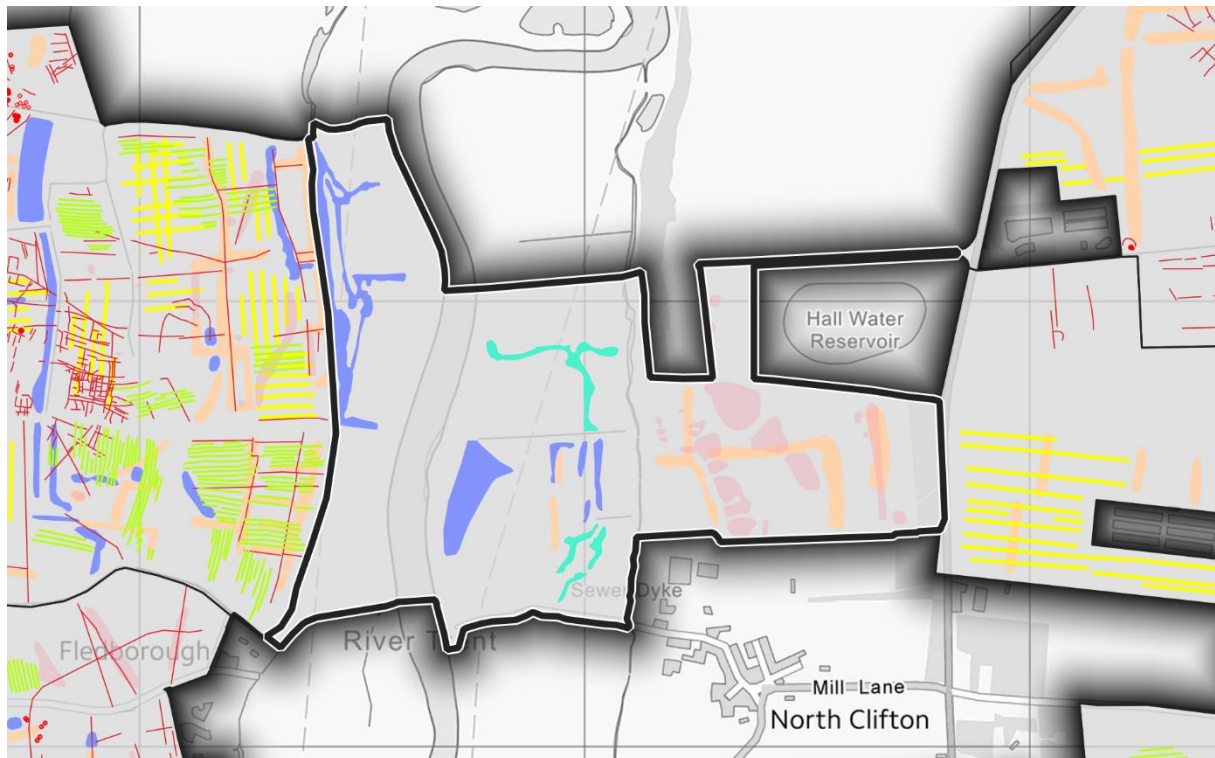 Hall Water
Reservoir
Sewer Dyke
Fledborough
River Trent
Mill Lane
North Clifton